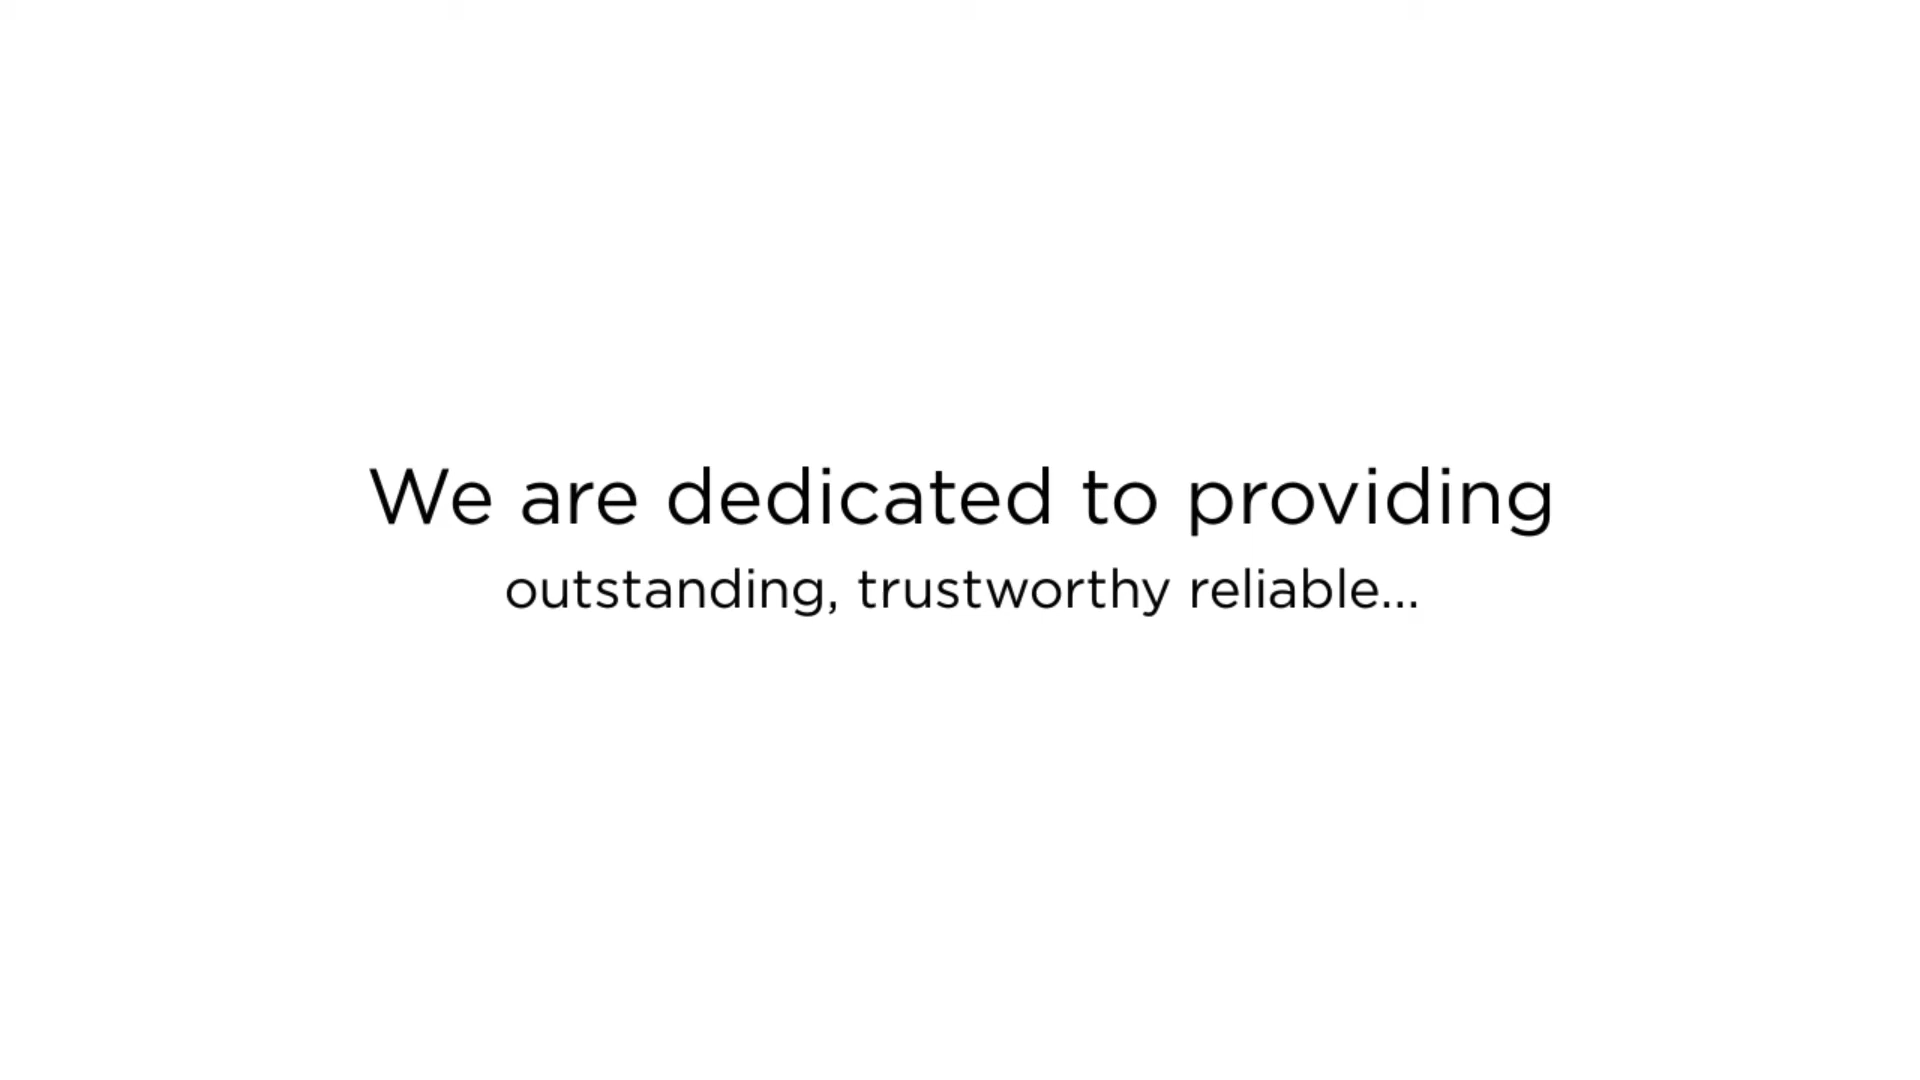 We are dedicated to providing
outstanding, trustworthy reliable...